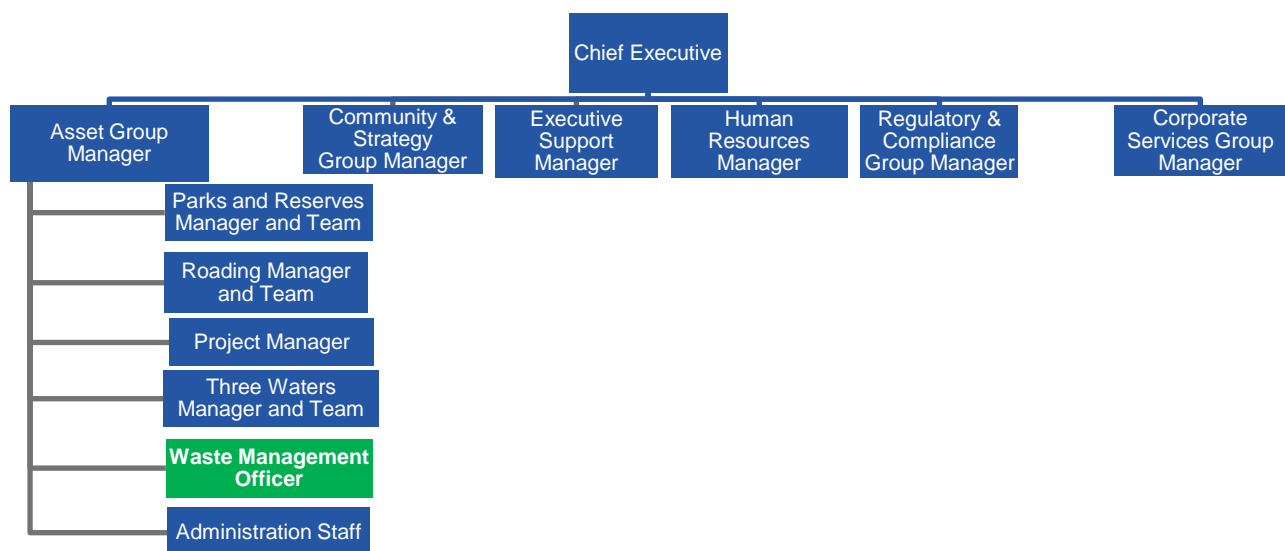 Chief Executive
Asset Group
Manager
Community &
Strategy
Group Manager
Executive
Support
Manager
Human
Resources
Manager
Regulatory &
Compliance
Group Manager
Corporate
Services Group
Manager
Parks and Reserves
Manager and Team
Roading Manager
and Team
Project Manager
Three Waters
Manager and Team
Waste Management
Officer
Administration Staff